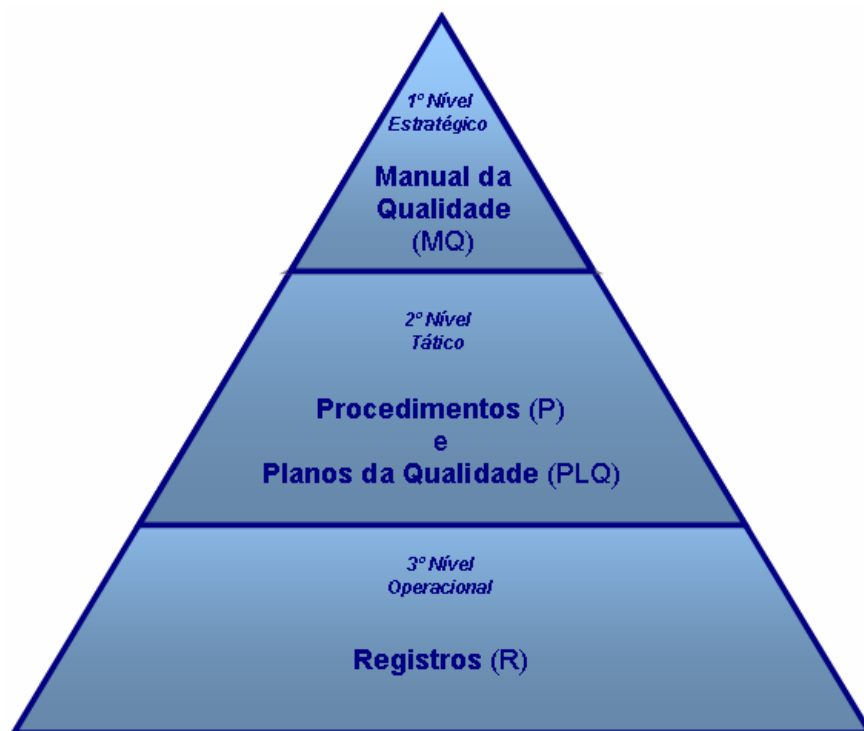 1º Nível
Estratégico
Manual da
Qualidade
(MQ)
2º Nível
Tático
Procedimentos (P)
e
Planos da Qualidade (PLQ)
3º Nível
Operacional
Registros (R)